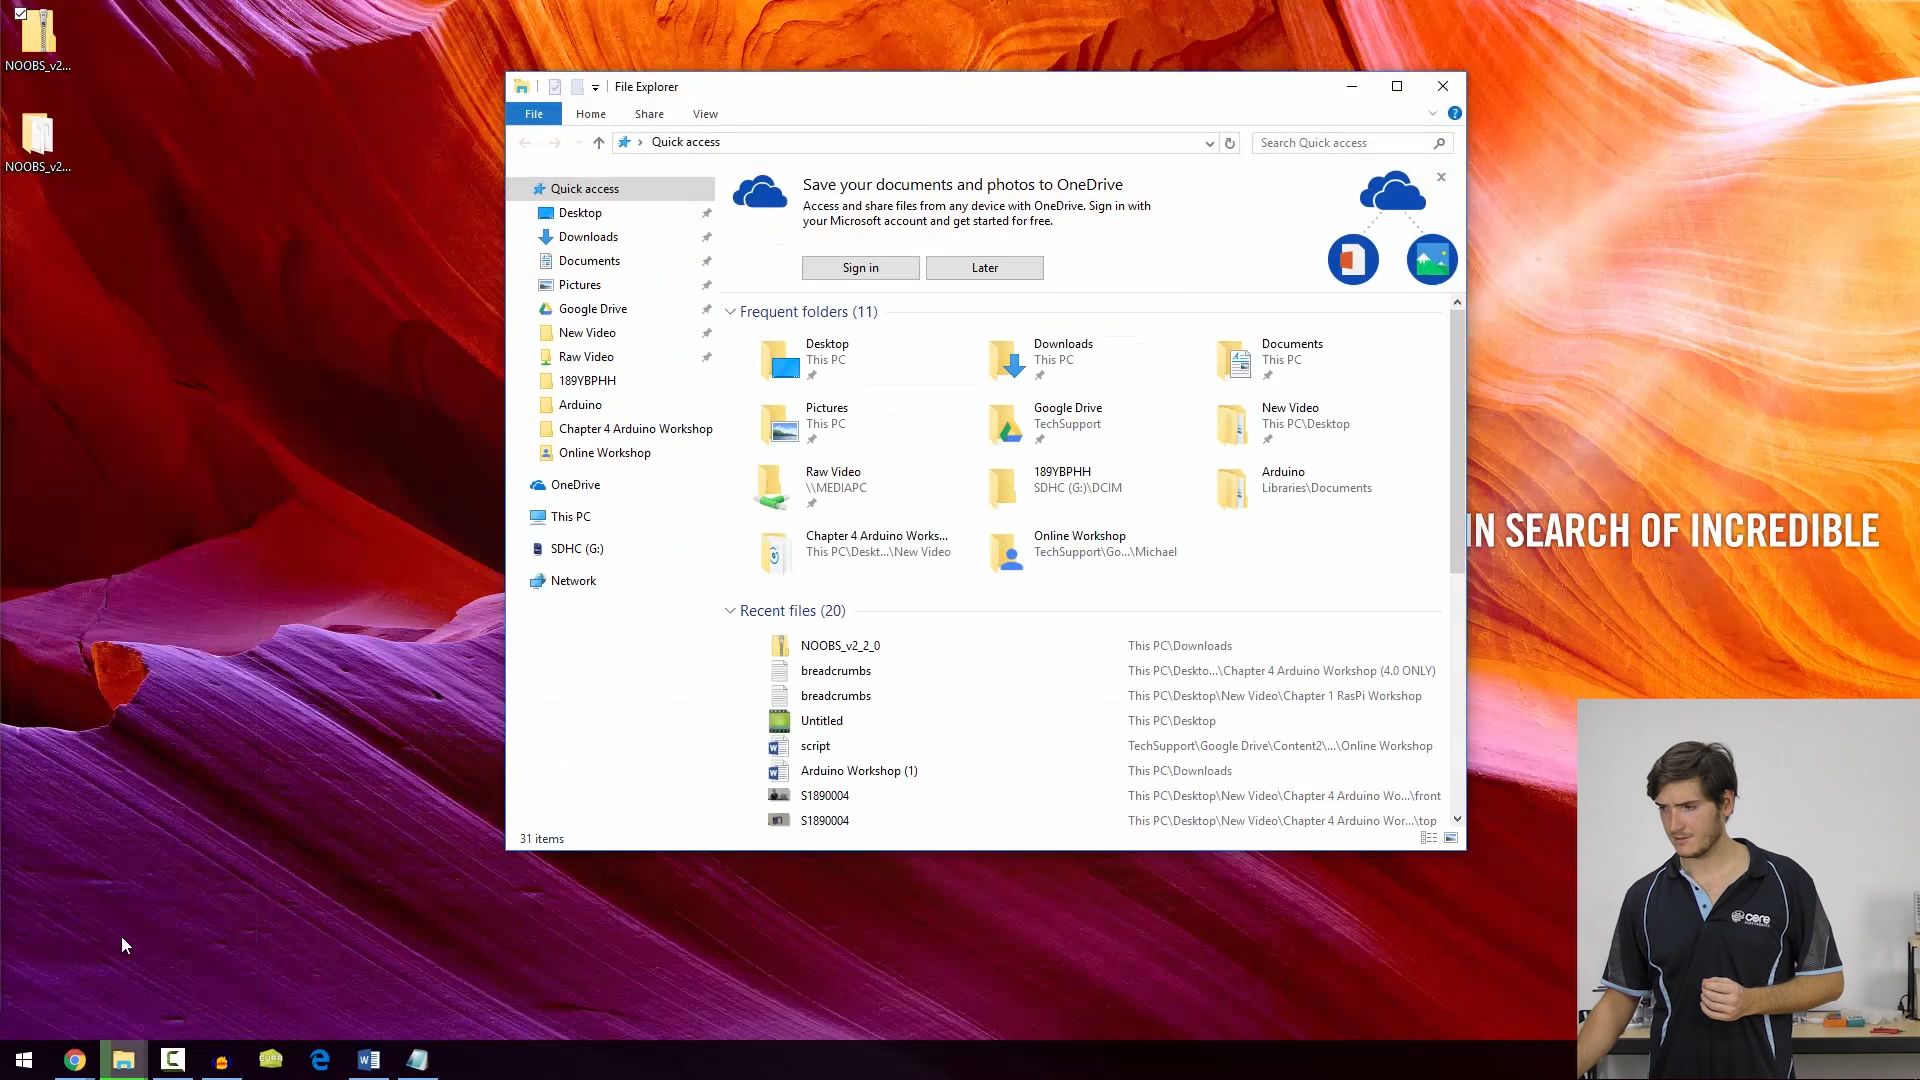 NOOBS_v2...
NOOBS_v2...
File Explorer
File
Home
Share
View
Quick access
Search Quick access
Quick access
Desktop
Downloads
Documents
Pictures
Google Drive
New Video
Raw Video
189YBPHH
Arduino
Chapter 4 Arduino Workshop
Online Workshop
OneDrive
This PC
SDHC (G:)
Network
Save your documents and photos to OneDrive
Access and share files from any device with OneDrive. Sign in with
your Microsoft account and get started for free.
Sign in
Later
Frequent folders (11)
Desktop
This PC
Downloads
This PC
Documents
This PC
Pictures
This PC
Google Drive
TechSupport
New Video
This PC\Desktop
Raw Video
\\MEDIAPC
189YBPHH
SDHC (G:)\DCIM
Arduino
Libraries\Documents
Chapter 4 Arduino Works...
This PC\Deskt...\New Video
Online Workshop
TechSupport\Go...\Michael
Recent files (20)
NOOBS_v2_2_0 This PC\Downloads
breadcrumbs This PC\Deskto...\Chapter 4 Arduino Workshop (4.0 ONLY)
breadcrumbs This PC\Desktop\New Video\Chapter 1 RasPi Workshop
Untitled This PC\Desktop
script TechSupport\Google Drive\Content2\...\Online Workshop
Arduino Workshop (1) This PC\Downloads
S1890004 This PC\Desktop\New Video\Chapter 4 Arduino Wo...\front
S1890004 This PC\Desktop\New Video\Chapter 4 Arduino Wor...\top
31 items
IN SEARCH OF INCREDIBLE
core
ELECTRONICS
CURA